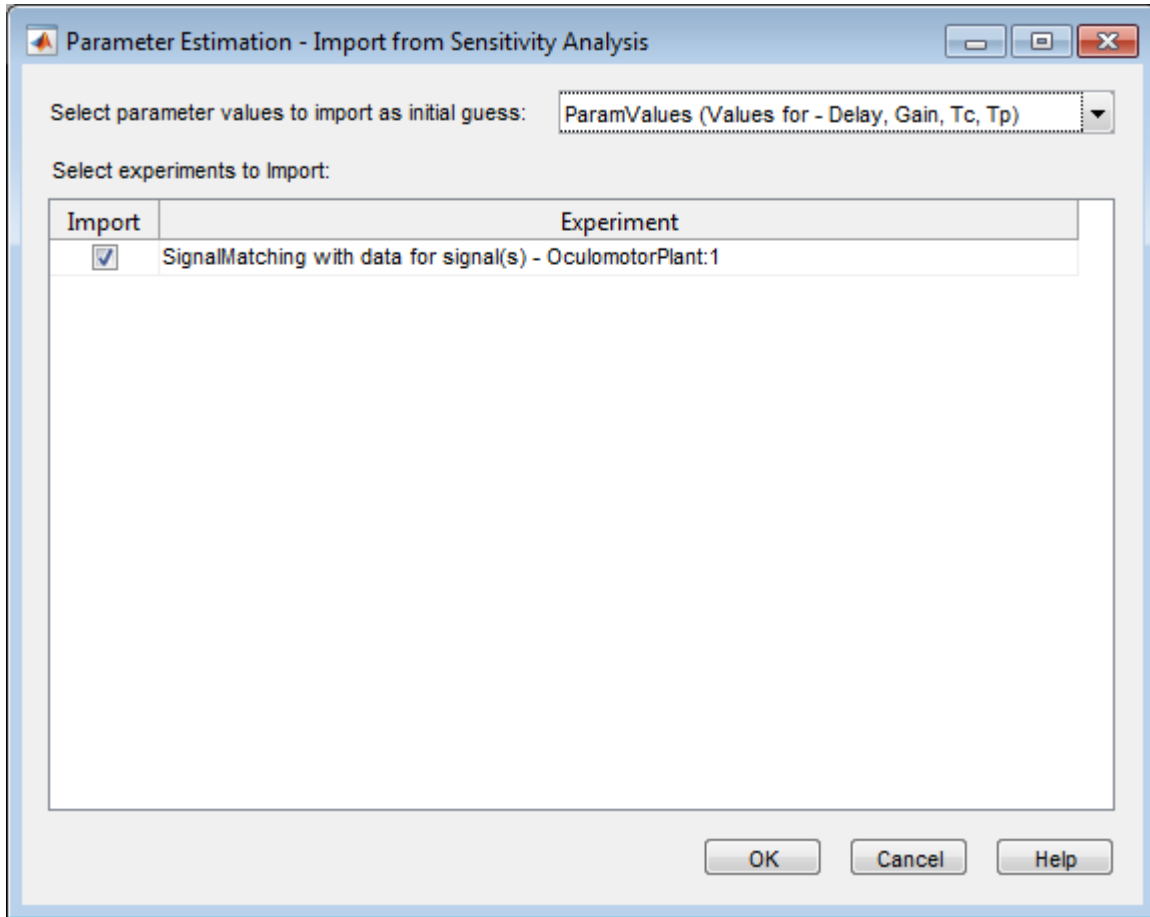 Parameter Estimation - Import from Sensitivity Analysis
Select parameter values to import as initial guess: ParamValues (Values for - Delay, Gain, Tc, Tp)
Select experiments to Import:
Import Experiment
SignalMatching with data for signal(s) - OculomotorPlant:1
OK Cancel Help